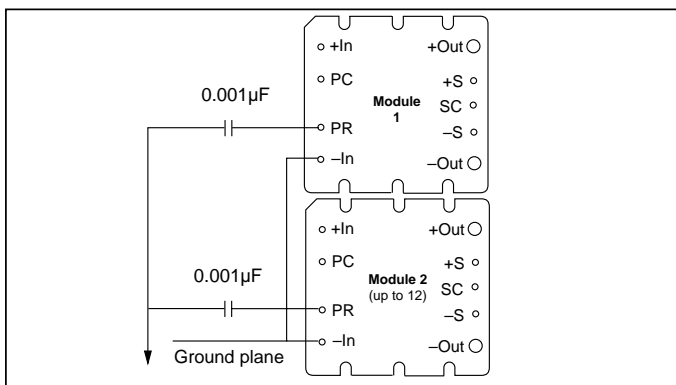 +In +Out
PC +S
0.001µF
Module
1
SC
PR –S
–In –Out
+In +Out
PC +S
0.001µF
Module 2
(up to 12)
SC
PR –S
–In –Out
Ground plane